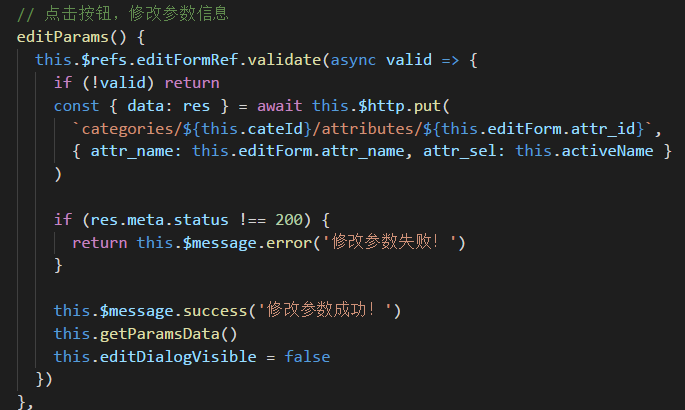 // 点击按钮，修改参数信息
editParams() {
this.$refs.editFormRef.validate(async valid => {
if (!valid) return
const { data: res } = await this.$http.put(
`categories/${this.cateId}/attributes/${this.editForm.attr_id}`,
{ attr_name: this.editForm.attr_name, attr_sel: this.activeName }
)
if (res.meta.status !== 200) {
return this.$message.error('修改参数失败！')
}
this.$message.success('修改参数成功！')
this.getParamsData()
this.editDialogVisible = false
})
},